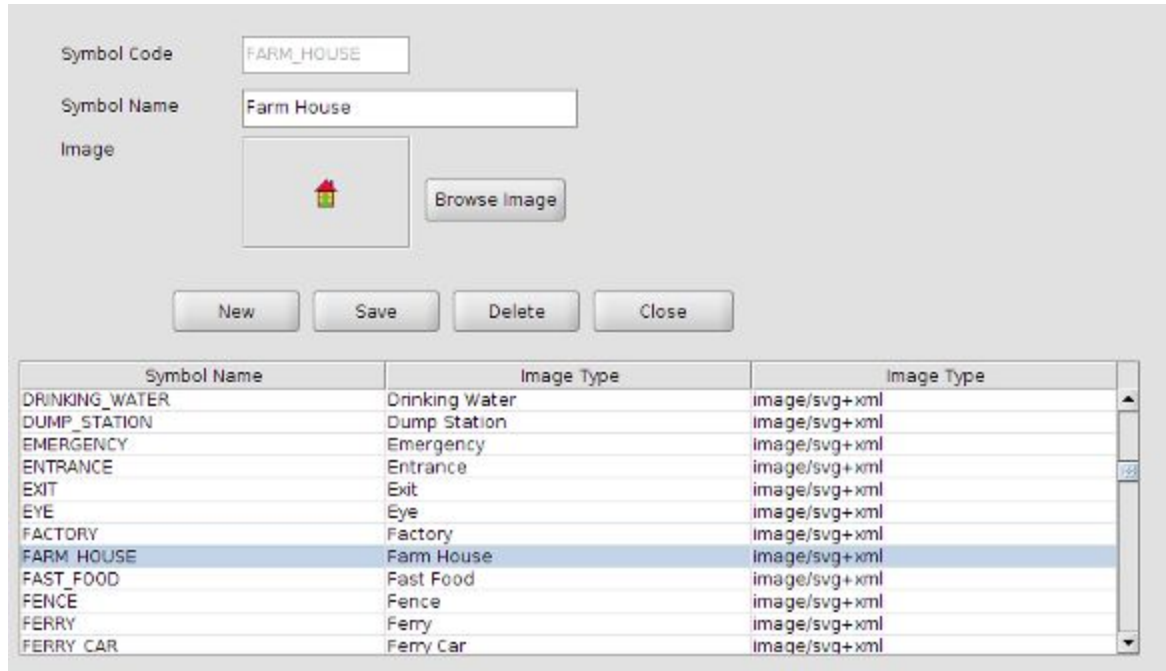 Symbol Code FARM_HOUSE
Symbol Name Farm House
Image
Browse Image
New Save Delete Close
Symbol Name Image Type Image Type
DRINKING_WATER Drinking Water image/svg+xml
DUMP_STATION Dump Station image/svg+xml
EMERGENCY Emergency image/svg+xml
ENTRANCE Entrance image/svg+xml
EXIT Exit image/svg+xml
EYE Eye image/svg+xml
FACTORY Factory image/svg+xml
FARM_HOUSE Farm House image/svg+xml
FAST_FOOD Fast Food image/svg+xml
FENCE Fence image/svg+xml
FERRY Ferry image/svg+xml
FERRY_CAR Ferry Car image/svg+xml